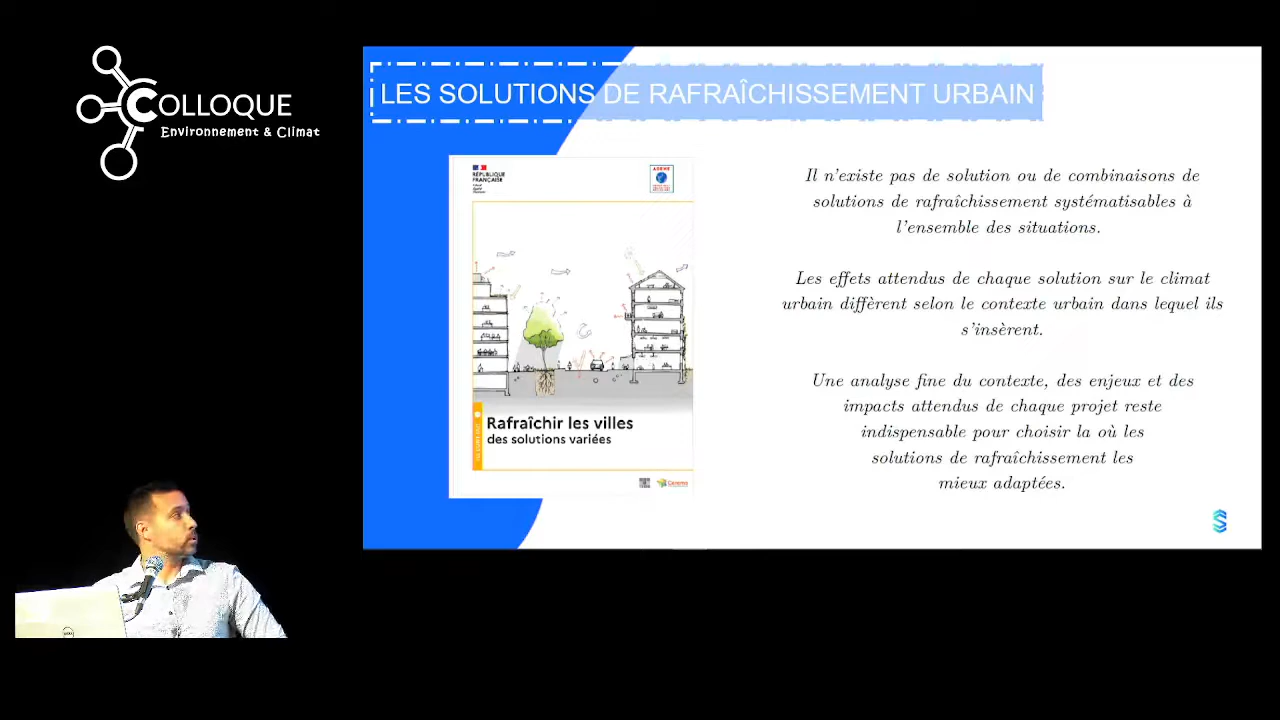 COLLOQUE
Environnement & Climat
LES SOLUTIONS DE RAFRAÎCHISSEMENT URBAIN
RÉPUBLIQUE
FRANÇAISE
ADEME
Rafraîchir les villes
des solutions variées
Cerema
Il n'existe pas de solution ou de combinaisons de
solutions de rafraîchissement systématisables à
l'ensemble des situations.
Les effets attendus de chaque solution sur le climat
urbain diffèrent selon le contexte urbain dans lequel ils
s'insèrent.
Une analyse fine du contexte, des enjeux et des
impacts attendus de chaque projet reste
indispensable pour choisir la où les
solutions de rafraîchissement les
mieux adaptées.